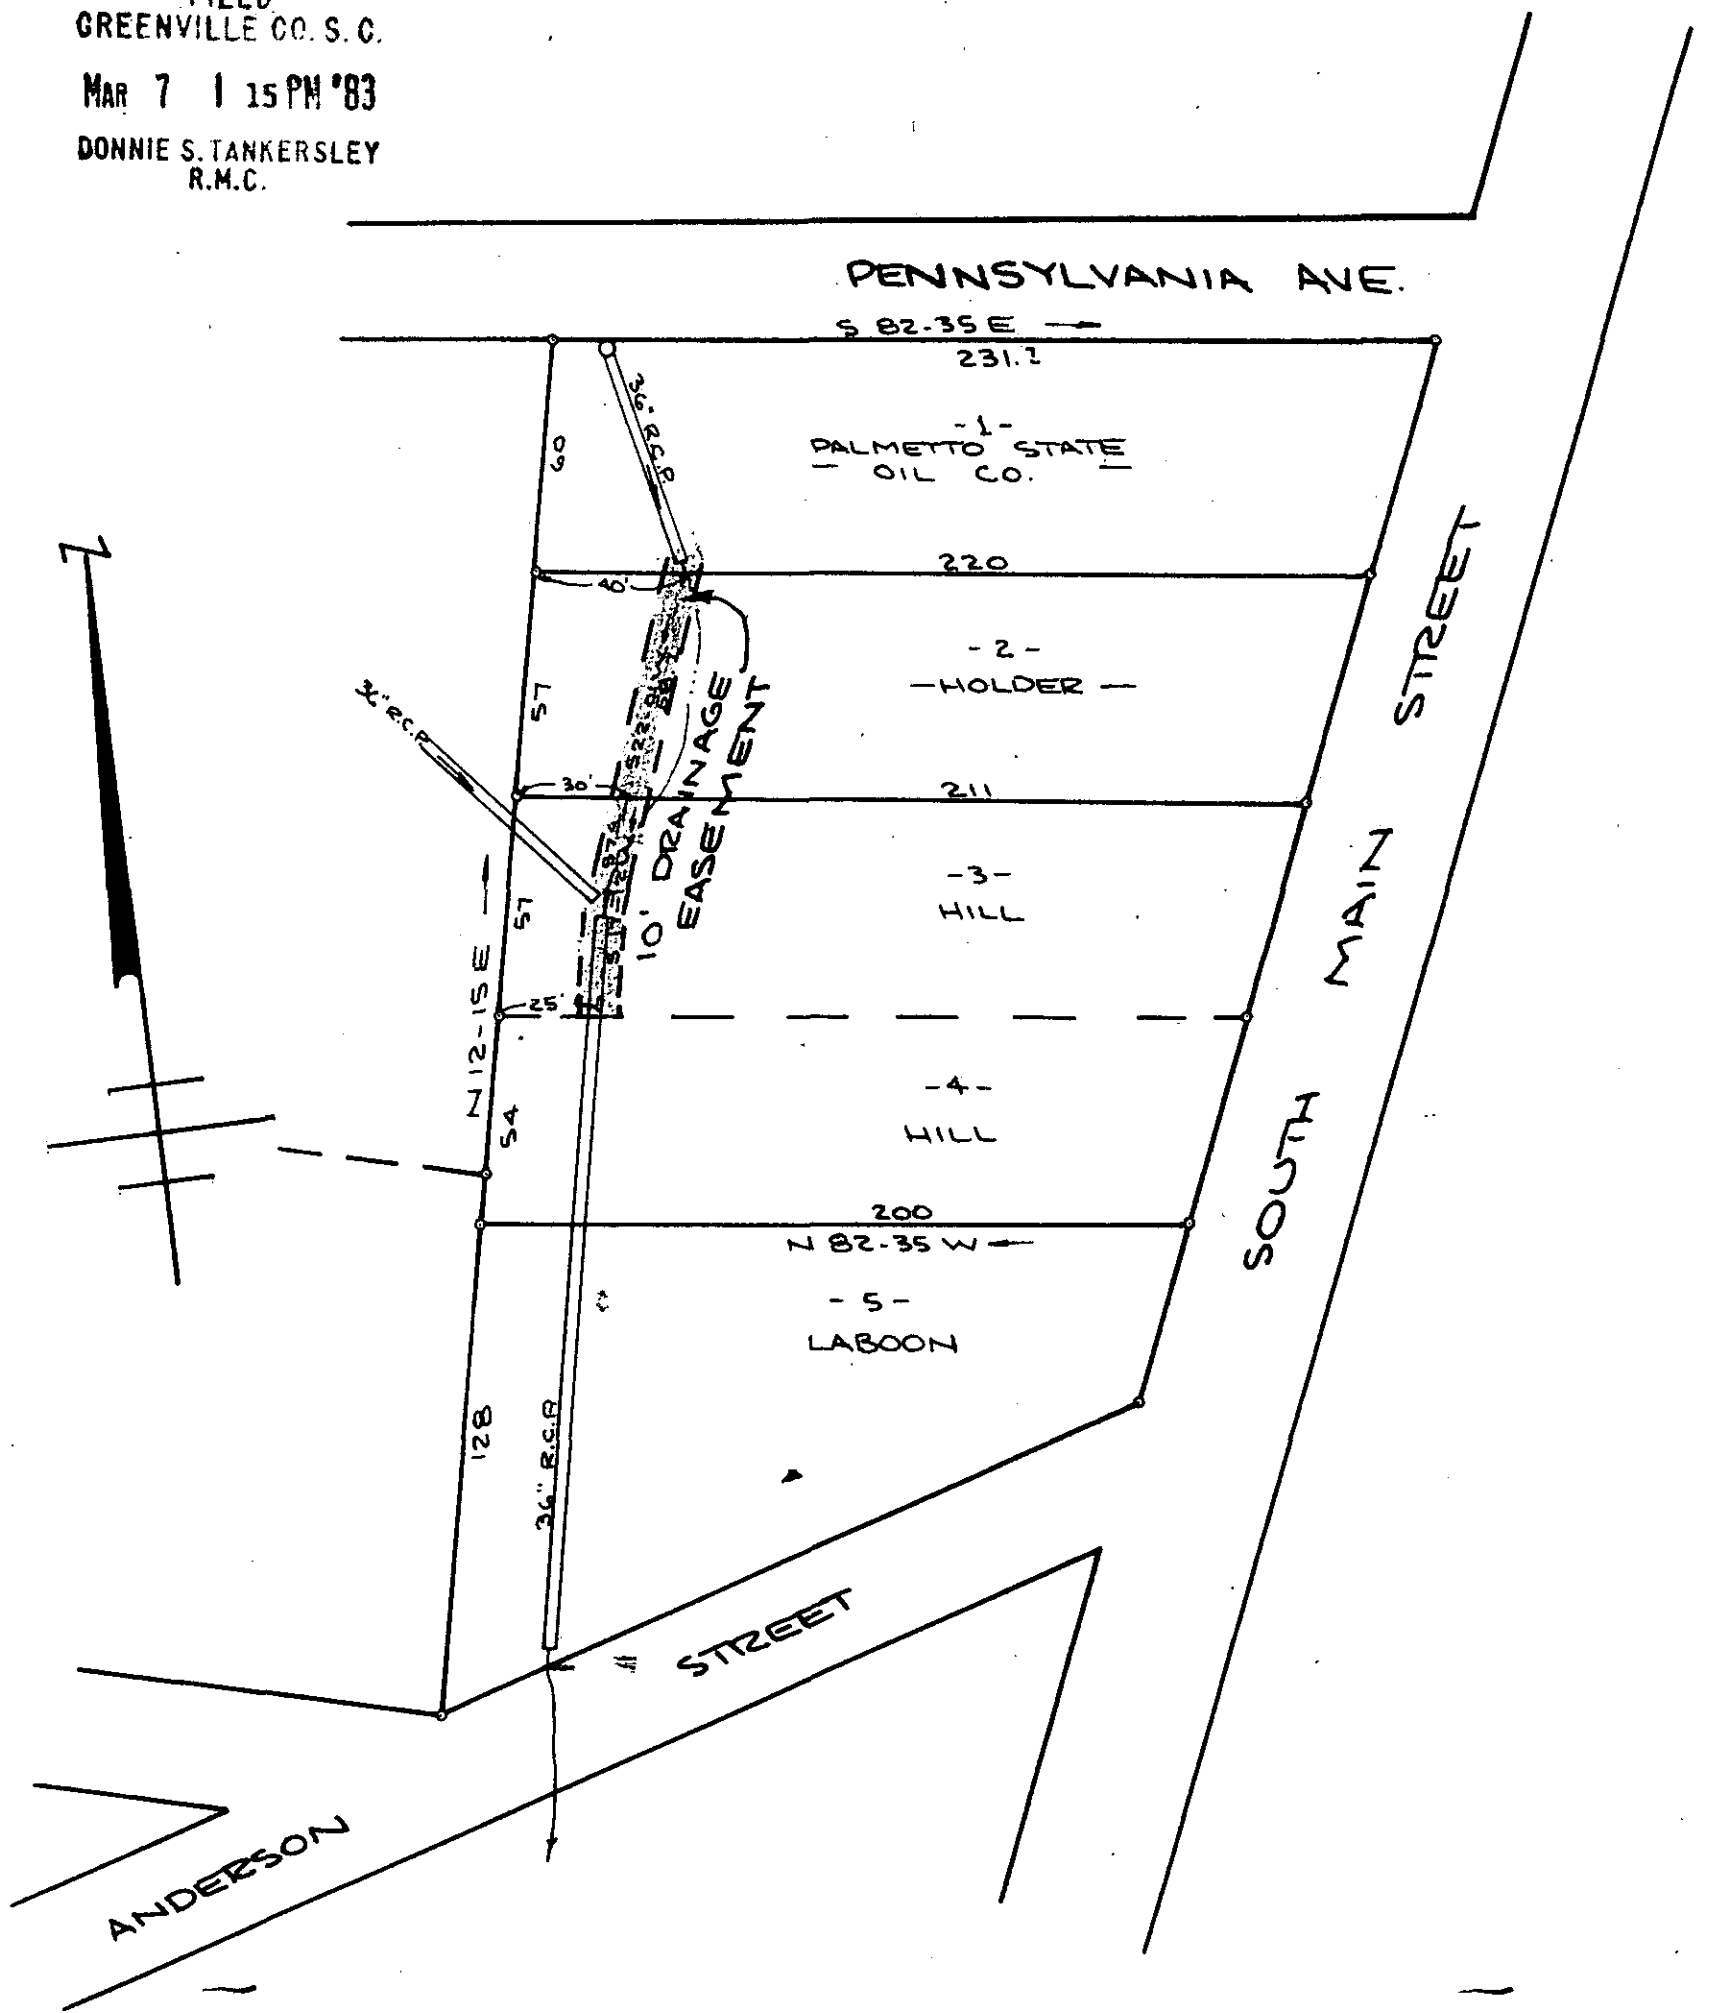 FILED
GREENVILLE CO. S. C.
MAR 7 1 15 PM '83
DONNIE S. TANKERSLEY
R.M.C.
PENNSYLVANIA AVE.
S 82-35 E
231.2
36" R.C.P.
60
-1-
PALMETTO STATE
- OIL CO. -
220
40'
57
-2-
-HOLDER-
36" R.C.P.
10' DRAINAGE
EASEMENT
30'
211
57
-3-
HILL
25'
N 12-15 E
54
-4-
HILL
200
N 82-35 W
-5-
LABOON
128
36" R.C.P.
SOUTH MAIN STREET
ANDERSON STREET
N